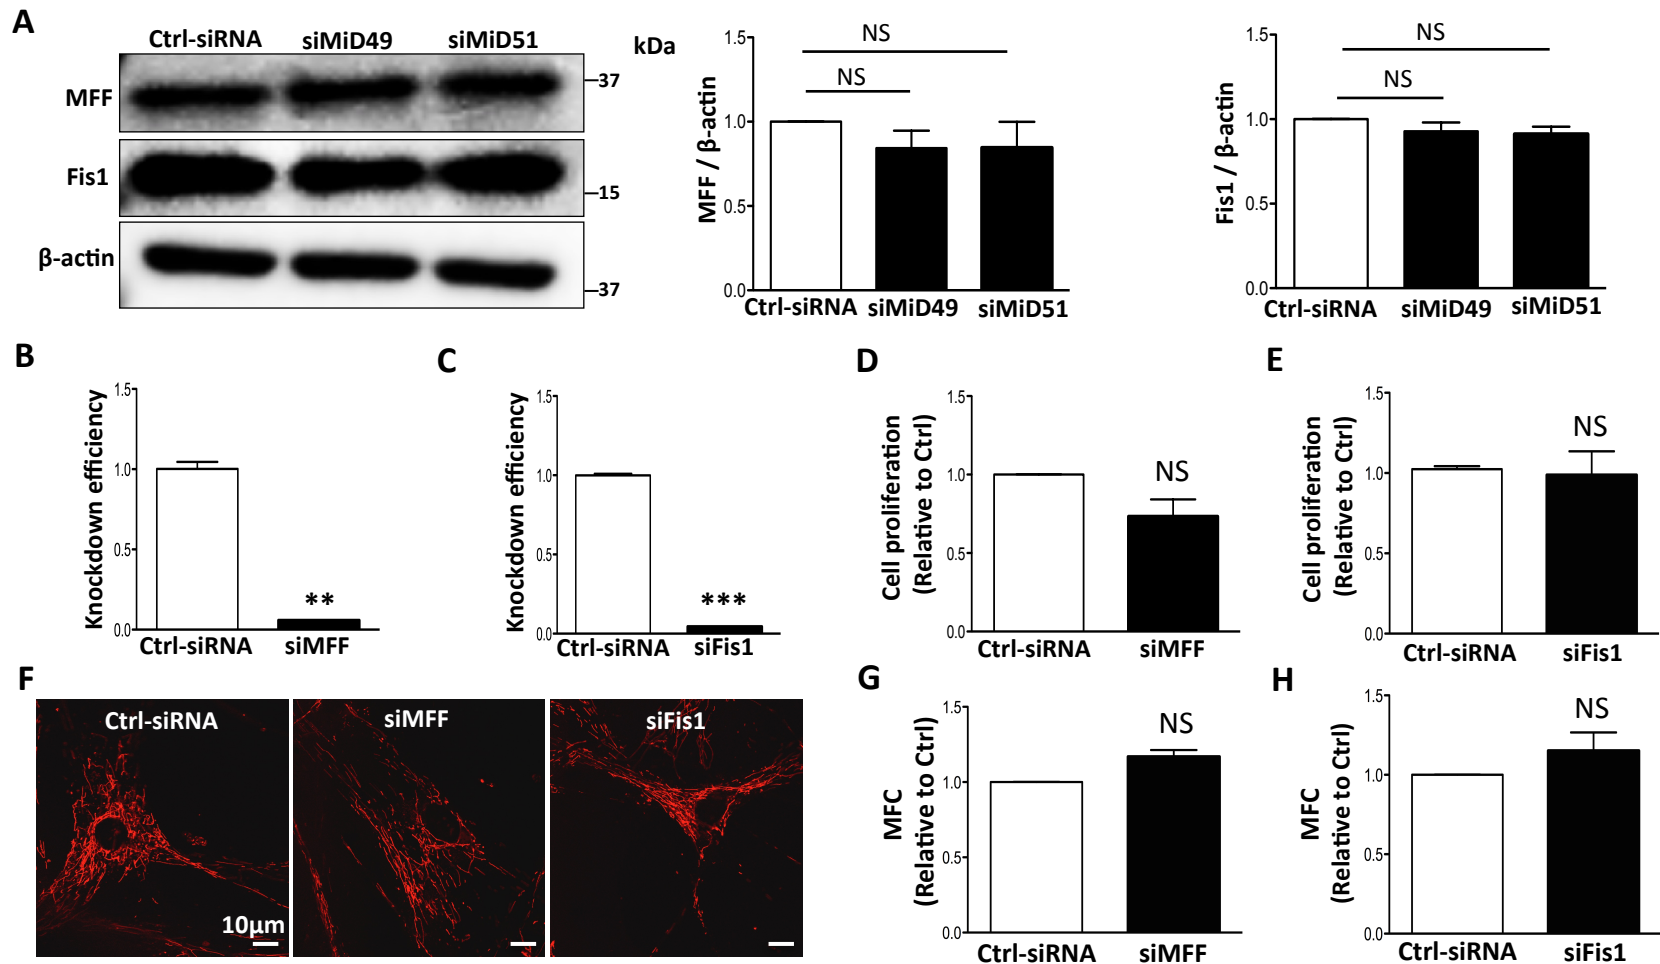 A
Ctrl-siRNA siMiD49 siMiD51 kDa
MFF 37
Fis1 15
β-actin 37
MFF / β-actin
1.5
1.0
0.5
0.0
NS
NS
Ctrl-siRNA siMiD49 siMiD51
Fis1 / β-actin
1.5
1.0
0.5
0.0
NS
NS
Ctrl-siRNA siMiD49 siMiD51
B
Knockdown efficiency
1.5
1.0
0.5
0.0
**
Ctrl-siRNA siMFF
C
Knockdown efficiency
1.5
1.0
0.5
0.0
***
Ctrl-siRNA siFis1
D
Cell proliferation
(Relative to Ctrl)
1.5
1.0
0.5
0.0
NS
Ctrl-siRNA siMFF
E
Cell proliferation
(Relative to Ctrl)
1.5
1.0
0.5
0.0
NS
Ctrl-siRNA siFis1
F
Ctrl-siRNA siMFF siFis1
10μm
G
MFC
(Relative to Ctrl)
1.5
1.0
0.5
0.0
NS
Ctrl-siRNA siMFF
H
MFC
(Relative to Ctrl)
1.5
1.0
0.5
0.0
NS
Ctrl-siRNA siFis1